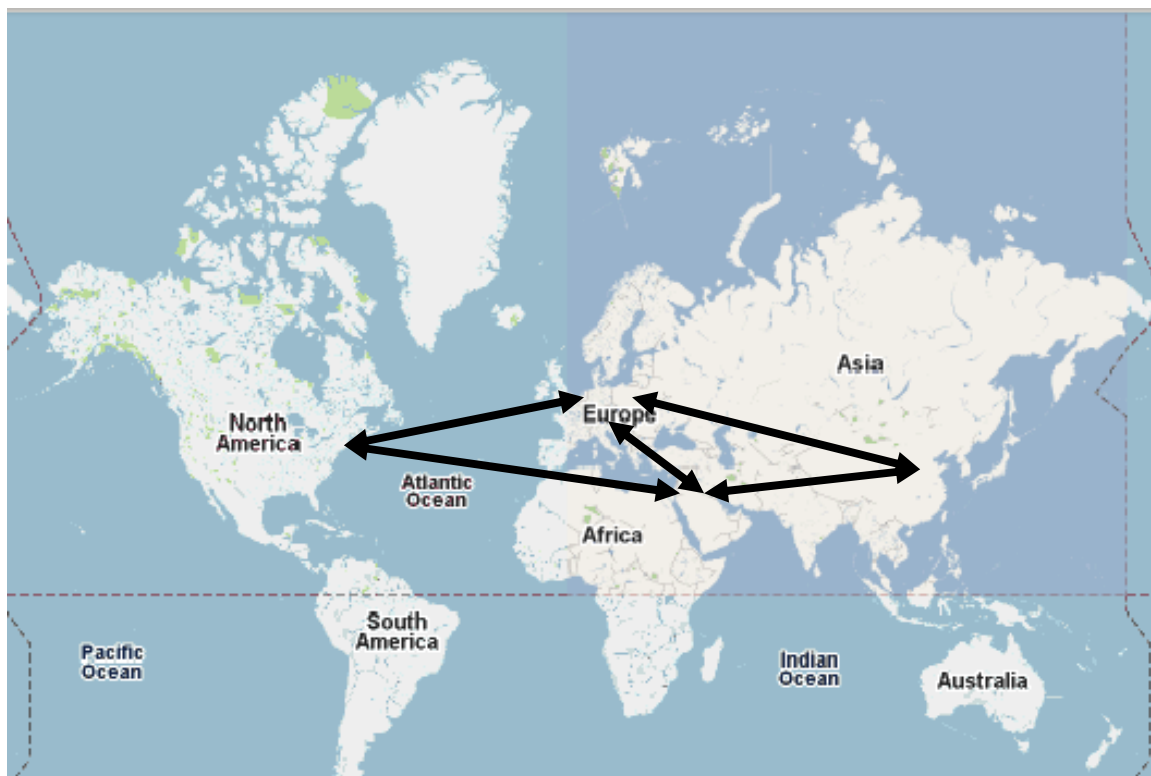 Asia
North
America
Europe
Atlantic
Ocean
Africa
South
America
Pacific
Ocean
Indian
Ocean
Australia